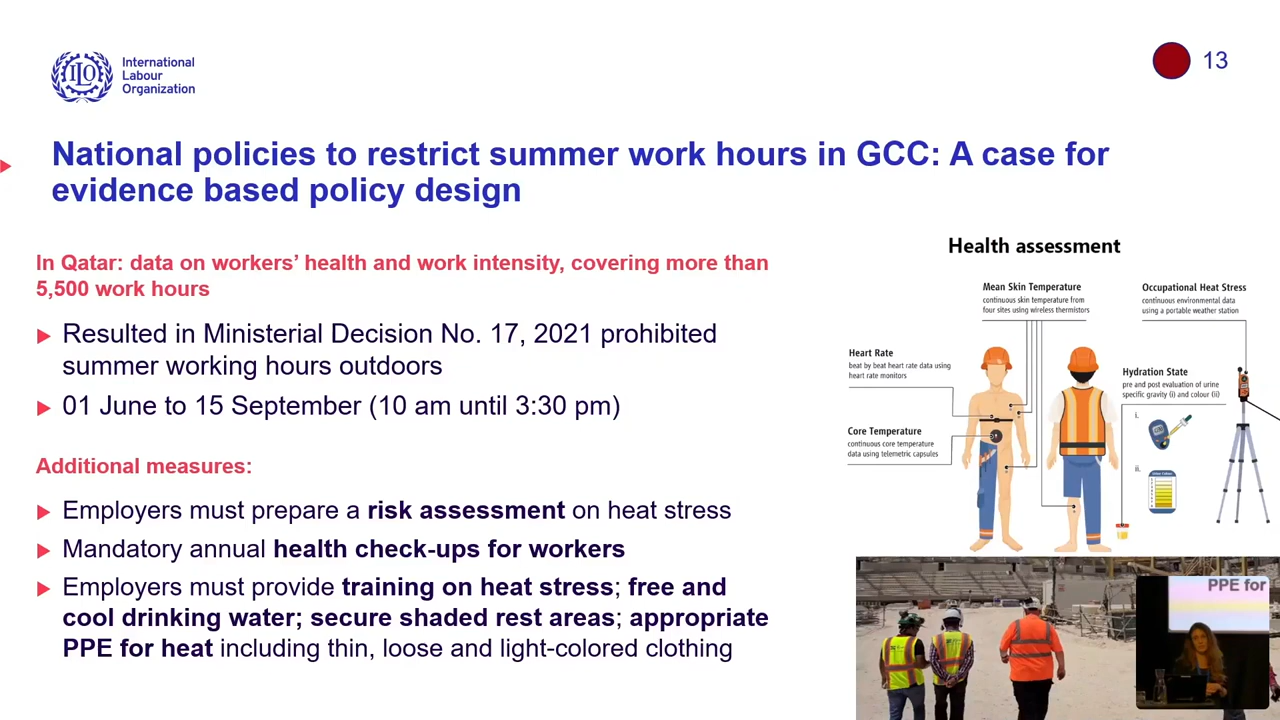 International
Labour
Organization
13
National policies to restrict summer work hours in GCC: A case for
evidence based policy design
In Qatar: data on workers’ health and work intensity, covering more than
5,500 work hours
Resulted in Ministerial Decision No. 17, 2021 prohibited
summer working hours outdoors
01 June to 15 September (10 am until 3:30 pm)
Additional measures:
Employers must prepare a risk assessment on heat stress
Mandatory annual health check-ups for workers
Employers must provide training on heat stress; free and
cool drinking water; secure shaded rest areas; appropriate
PPE for heat including thin, loose and light-colored clothing
Health assessment
Mean Skin Temperature
continuous skin temperature from
four sites using wireless thermistors
Occupational Heat Stress
continuous environmental data
using a portable weather station
Heart Rate
beat by beat heart rate data using
heart rate monitors
Hydration State
pre and post evaluation of urine
specific gravity (i) and colour (ii)
Core Temperature
continuous core temperature
data using telemetric capsules
i.
ii.
PPE for